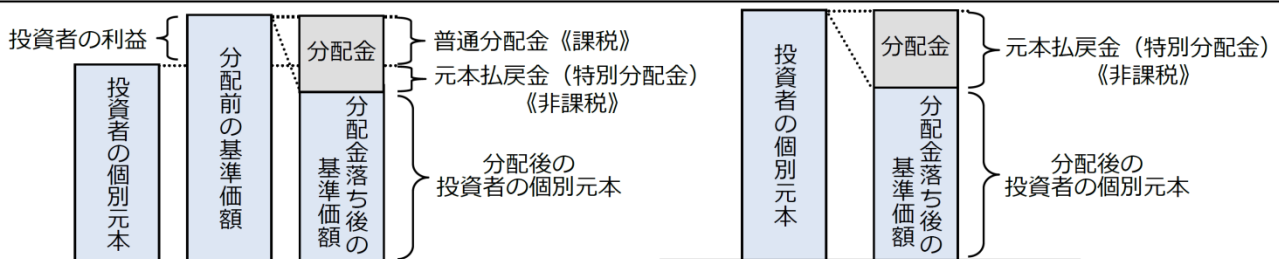 投資者の利益
投資者の個別元本
分配前の基準価額
分配金
分配金落ち後の
基準価額
普通分配金《課税》
元本払戻金（特別分配金）
《非課税》
分配後の
投資者の個別元本
投資者の個別元本
分配金
分配金落ち後の
基準価額
元本払戻金（特別分配金）
《非課税》
分配後の
投資者の個別元本